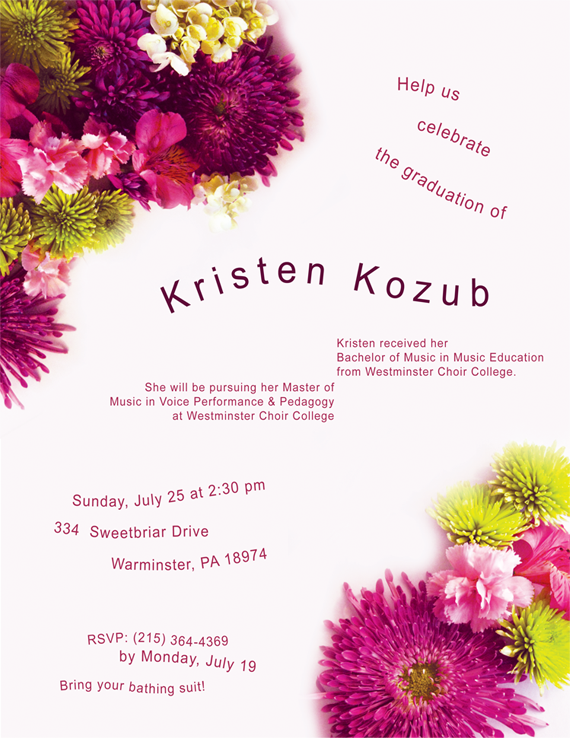 Help us
celebrate
the graduation of
Kristen Kozub
Kristen received her
Bachelor of Music in Music Education
from Westminster Choir College.
She will be pursuing her Master of
Music in Voice Performance & Pedagogy
at Westminster Choir College
Sunday, July 25 at 2:30 pm
334 Sweetbriar Drive
Warminster, PA 18974
RSVP: (215) 364-4369
by Monday, July 19
Bring your bathing suit!